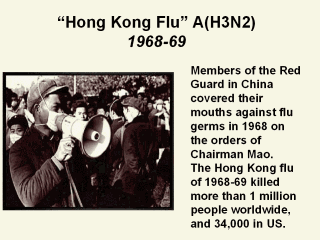 “Hong Kong Flu” A(H3N2)
1968-69
Members of the Red
Guard in China
covered their
mouths against flu
germs in 1968 on
the orders of
Chairman Mao.
The Hong Kong flu
of 1968-69 killed
more than 1 million
people worldwide,
and 34,000 in US.